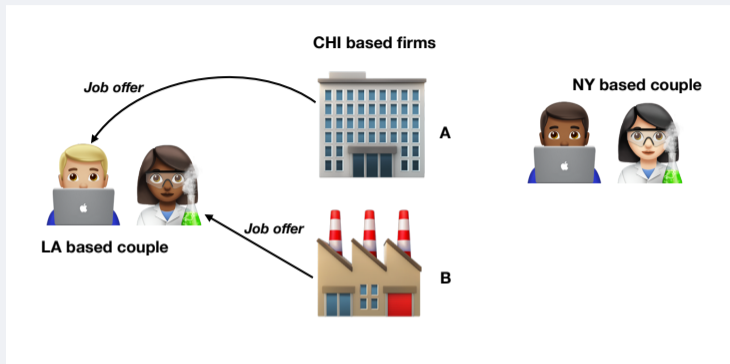 CHI based firms
Job offer
NY based couple
A
LA based couple
Job offer
B